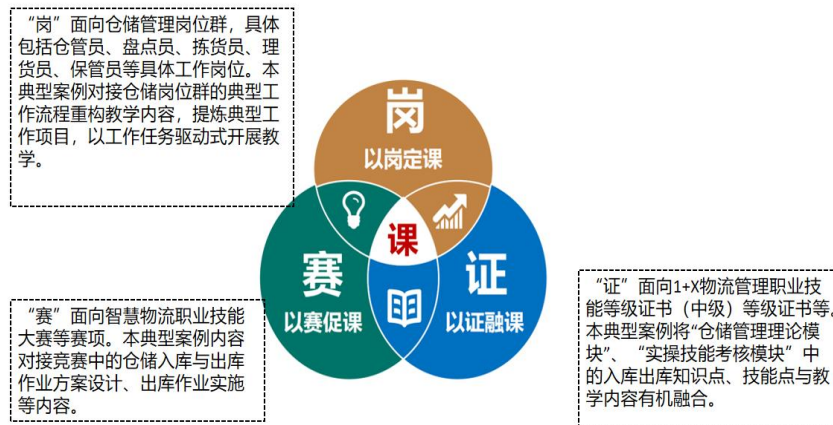 “岗”面向仓储管理岗位群，具体
包括仓管员、盘点员、拣货员、理
货员、保管员等具体工作岗位。本
典型案例对接仓储岗位群的典型工
作流程重构教学内容，提炼典型工
作项目，以工作任务驱动式开展教
学。
岗
以岗定课
课
赛
以赛促课
证
以证融课
“赛”面向智慧物流职业技能
大赛等赛项。本典型案例内容
对接竞赛中的仓储入库与出库
作业方案设计、出库作业实施
等内容。
“证”面向1+X物流管理职业技
能等级证书（中级）等级证书等。
本典型案例将“仓储管理理论模
块”、“实操技能考核模块”中
的入库出库知识点、技能点与教
学内容有机融合。